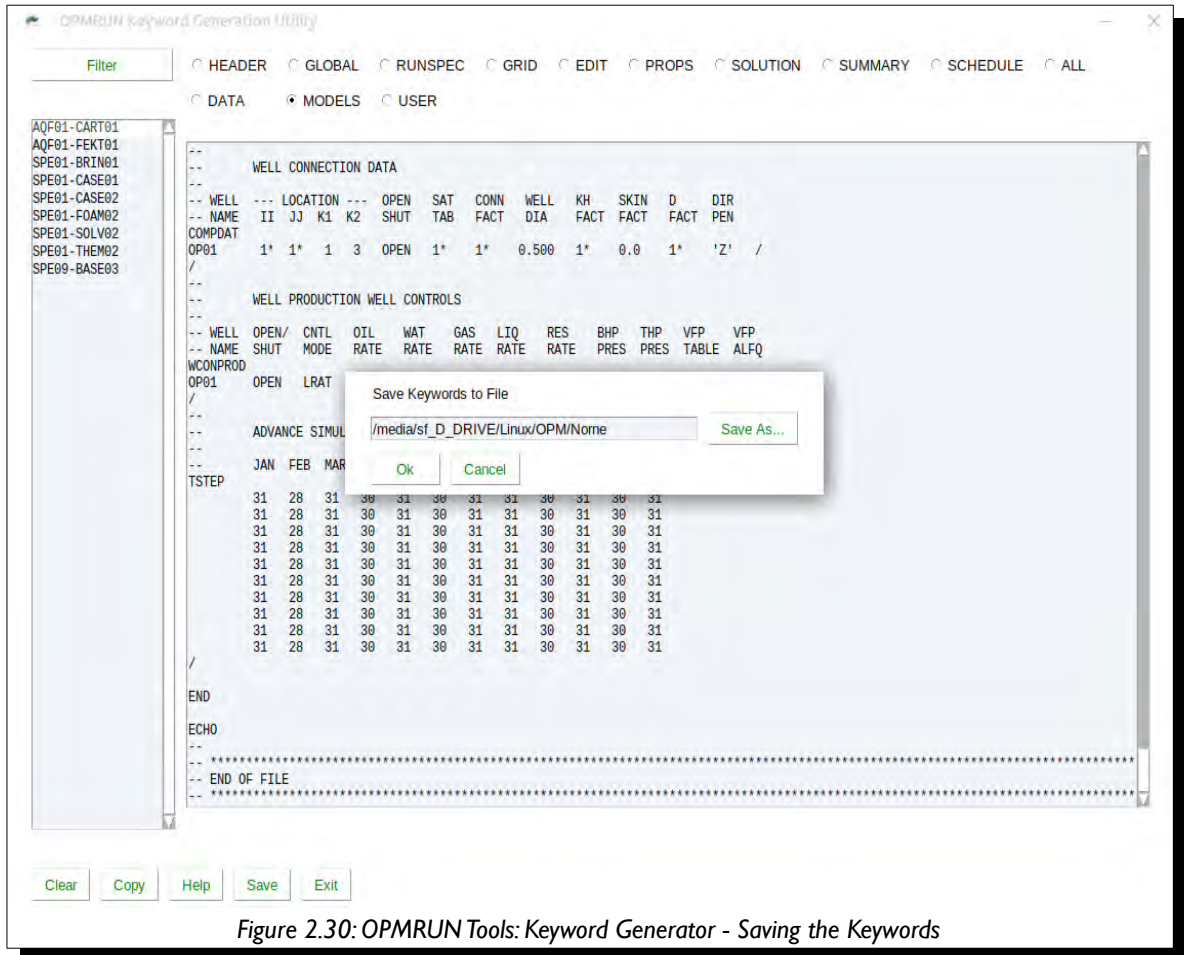 OPMRUN Keyword Generation Utility
Filter HEADER GLOBAL RUNSPEC GRID EDIT PROPS SOLUTION SUMMARY SCHEDULE ALL
DATA MODELS USER
AQF01-CART01
AQF01-FEKT01
SPE01-BRIN01
SPE01-CASE01
SPE01-CASE02
SPE01-FOAM02
SPE01-SOLV02
SPE01-THEM02
SPE09-BASE03
--
-- WELL CONNECTION DATA
--
-- WELL --- LOCATION --- OPEN SAT CONN WELL KH SKIN D DIR
-- NAME II JJ K1 K2 SHUT TAB FACT DIA FACT FACT FACT PEN
COMPDAT
OP01 1* 1* 1 3 OPEN 1* 1* 0.500 1* 0.0 1* 'Z' /
/
--
-- WELL PRODUCTION WELL CONTROLS
--
-- WELL OPEN/ CNTL OIL WAT GAS LIQ RES BHP THP VFP VFP
-- NAME SHUT MODE RATE RATE RATE RATE RATE PRES PRES TABLE ALFQ
WCONPROD
OP01 OPEN LRAT
/
--
-- ADVANCE SIMUL
--
-- JAN FEB MAR
TSTEP
31 28 31 30 31 30 31 31 30 31 30 31
31 28 31 30 31 30 31 31 30 31 30 31
31 28 31 30 31 30 31 31 30 31 30 31
31 28 31 30 31 30 31 31 30 31 30 31
31 28 31 30 31 30 31 31 30 31 30 31
31 28 31 30 31 30 31 31 30 31 30 31
31 28 31 30 31 30 31 31 30 31 30 31
31 28 31 30 31 30 31 31 30 31 30 31
31 28 31 30 31 30 31 31 30 31 30 31
31 28 31 30 31 30 31 31 30 31 30 31
/
END
ECHO
--
-- ********************************************************************************************************
-- END OF FILE
-- ********************************************************************************************************
Save Keywords to File
/media/sf_D_DRIVE/Linux/OPM/Norne Save As...
Ok Cancel
Clear Copy Help Save Exit
Figure 2.30: OPMRUN Tools: Keyword Generator - Saving the Keywords